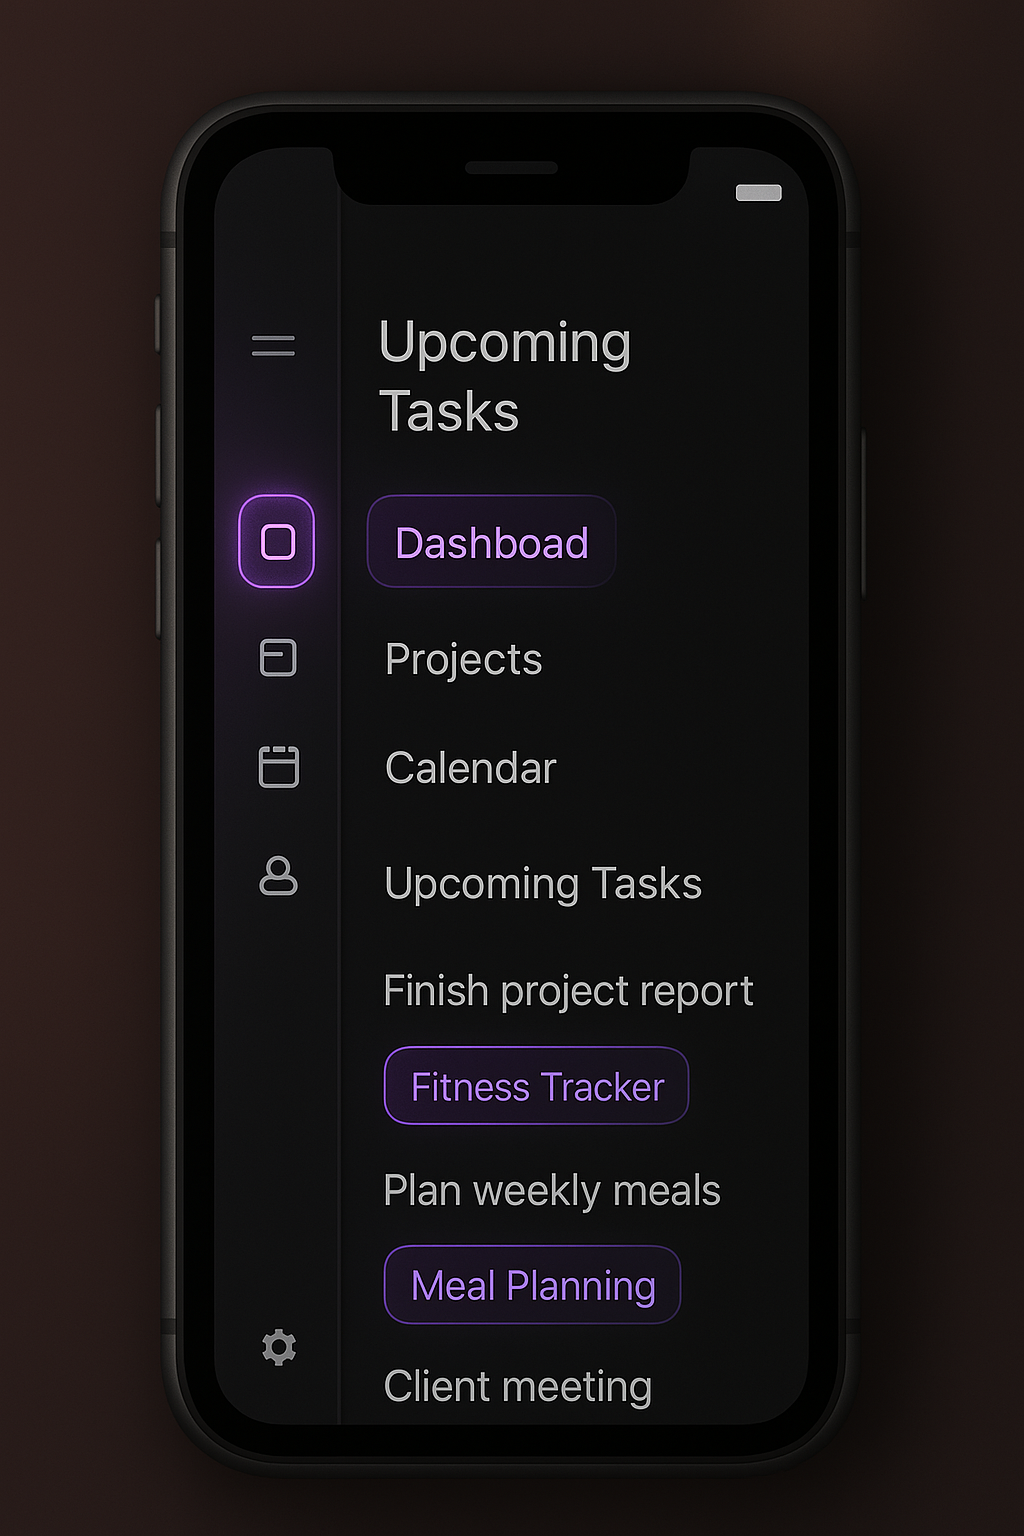 Upcoming
Tasks
Dashboad
Projects
Calendar
Upcoming Tasks
Finish project report
Fitness Tracker
Plan weekly meals
Meal Planning
Client meeting